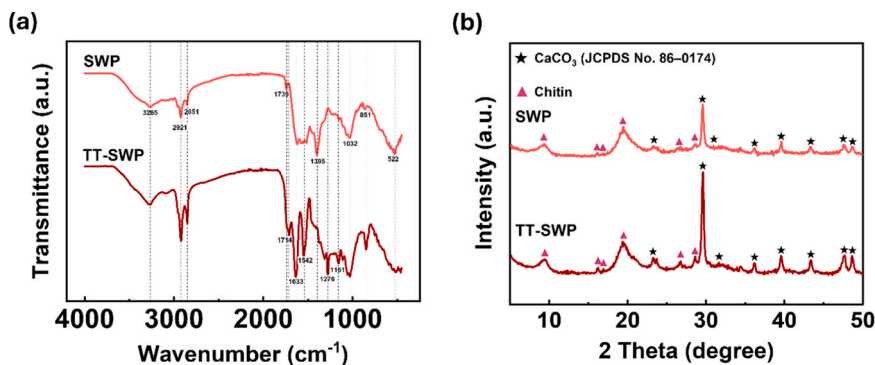 (a)
SWP
3265
2921
2851
1739
1395
1032
851
522
TT-SWP
1714
1633
1542
1276
1161
Transmittance (a.u.)
4000 3000 2000 1000
Wavenumber (cm⁻¹)
(b)
★ CaCO₃ (JCPDS No. 86–0174)
▲ Chitin
SWP
TT-SWP
Intensity (a.u.)
10 20 30 40 50
2 Theta (degree)